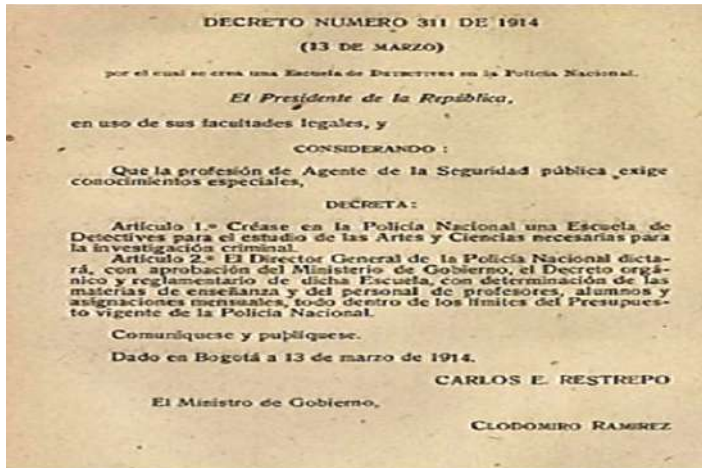 DECRETO NUMERO 311 DE 1914
(13 DE MARZO)
por el cual se crea una Escuela de DETECTIVES en la Policía Nacional.
El Presidente de la República,
en uso de sus facultades legales, y
CONSIDERANDO :
Que la profesión de Agente de la Seguridad pública exige
conocimientos especiales,
DECRETA :
Artículo 1.º Créase en la Policía Nacional una Escuela de
Detectives para el estudio de las Artes y Ciencias necesarias para
la investigación criminal.
Artículo 2.º El Director General de la Policía Nacional dicta-
rá, con aprobación del Ministerio de Gobierno, el Decreto orgá-
nico y reglamentario de dicha Escuela, con determinación de las
materias de enseñanza y del personal de profesores, alumnos y
asignaciones mensuales, todo dentro de los límites del Presupues-
to vigente de la Policía Nacional.
Comuníquese y publíquese.
Dado en Bogotá a 13 de marzo de 1914.
CARLOS E. RESTREPO
El Ministro de Gobierno,
CLODOMIRO RAMIREZ